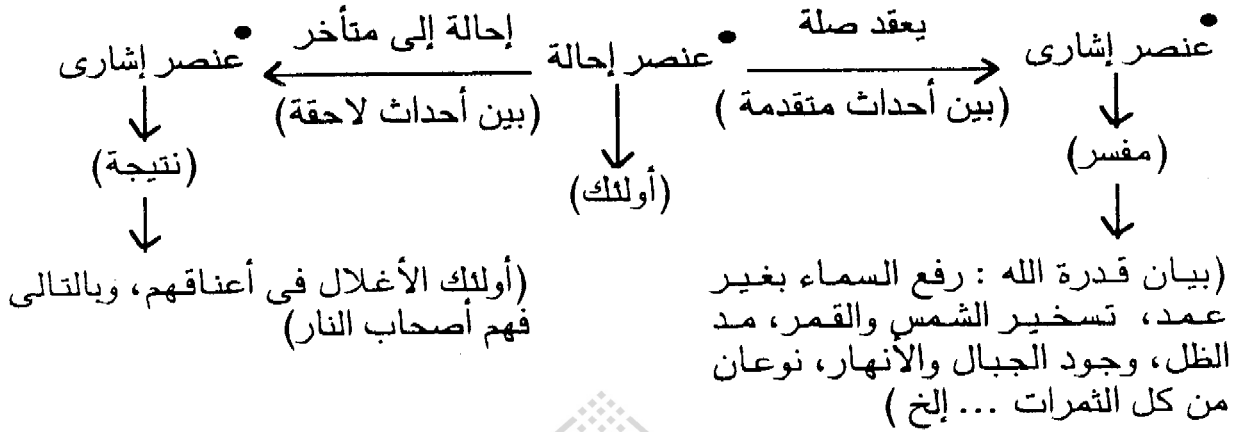 عنصر إشارى
يعقد صلة
(بين أحداث متقدمة )
عنصر إحالة
إحالة إلى متأخر
(بين أحداث لاحقة)
عنصر إشارى
(مفسر)
(أولئك)
(نتيجة)
(بيان قدرة الله : رفع السماء بغير
عمد، تسخير الشمس والقمر، مد
الظل، وجود الجبال والأنهار، نوعان
من كل الثمرات ... إلخ )
(أولئك الأغلال فى أعناقهم، وبالتالى
فهم أصحاب النار)